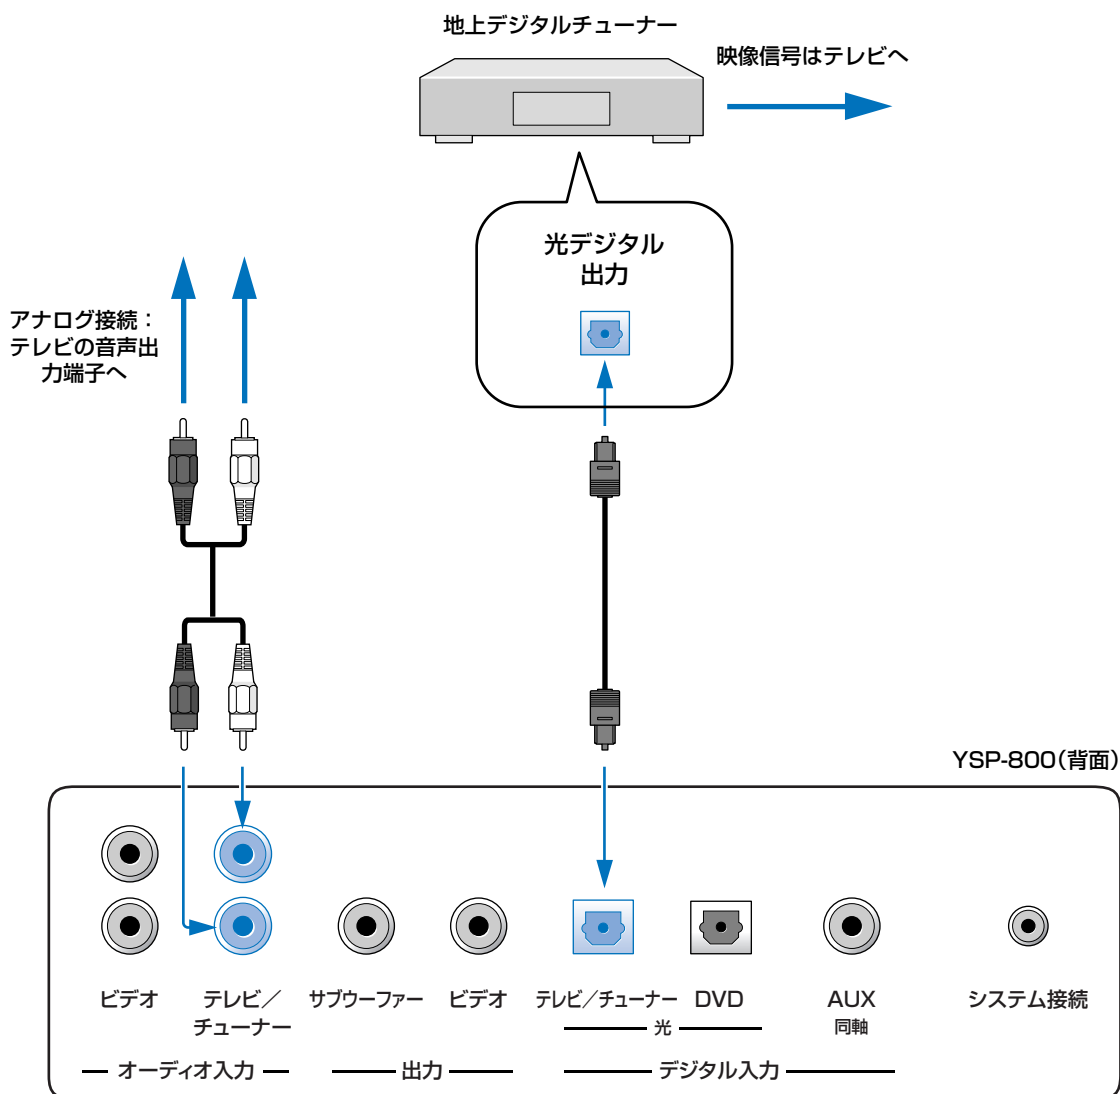 地上デジタルチューナー
映像信号はテレビへ
光デジタル
出力
アナログ接続：
テレビの音声出
力端子へ
YSP-800（背面）
ビデオ
テレビ／
チューナー
サブウーファー
ビデオ
テレビ／チューナー
DVD
光
AUX
同軸
システム接続
オーディオ入力
出力
デジタル入力